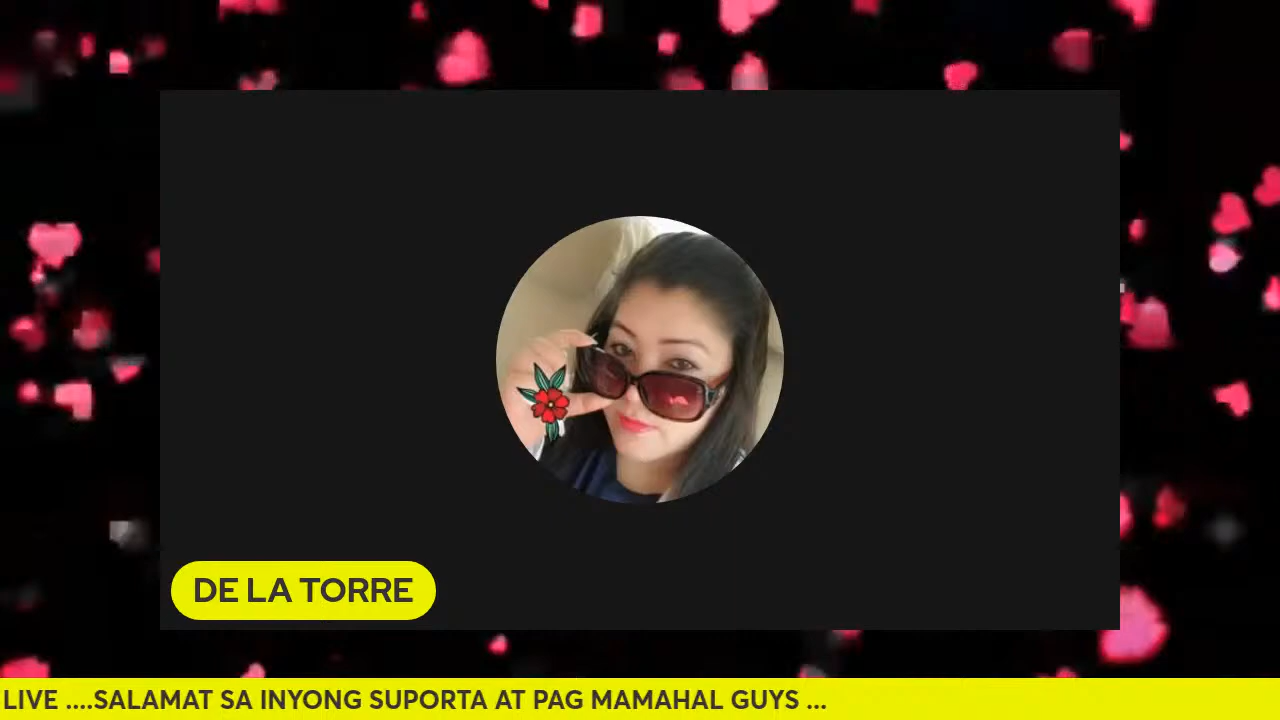 DE LA TORRE
LIVE ....SALAMAT SA INYONG SUPORTA AT PAG MAMAHAL GUYS ...